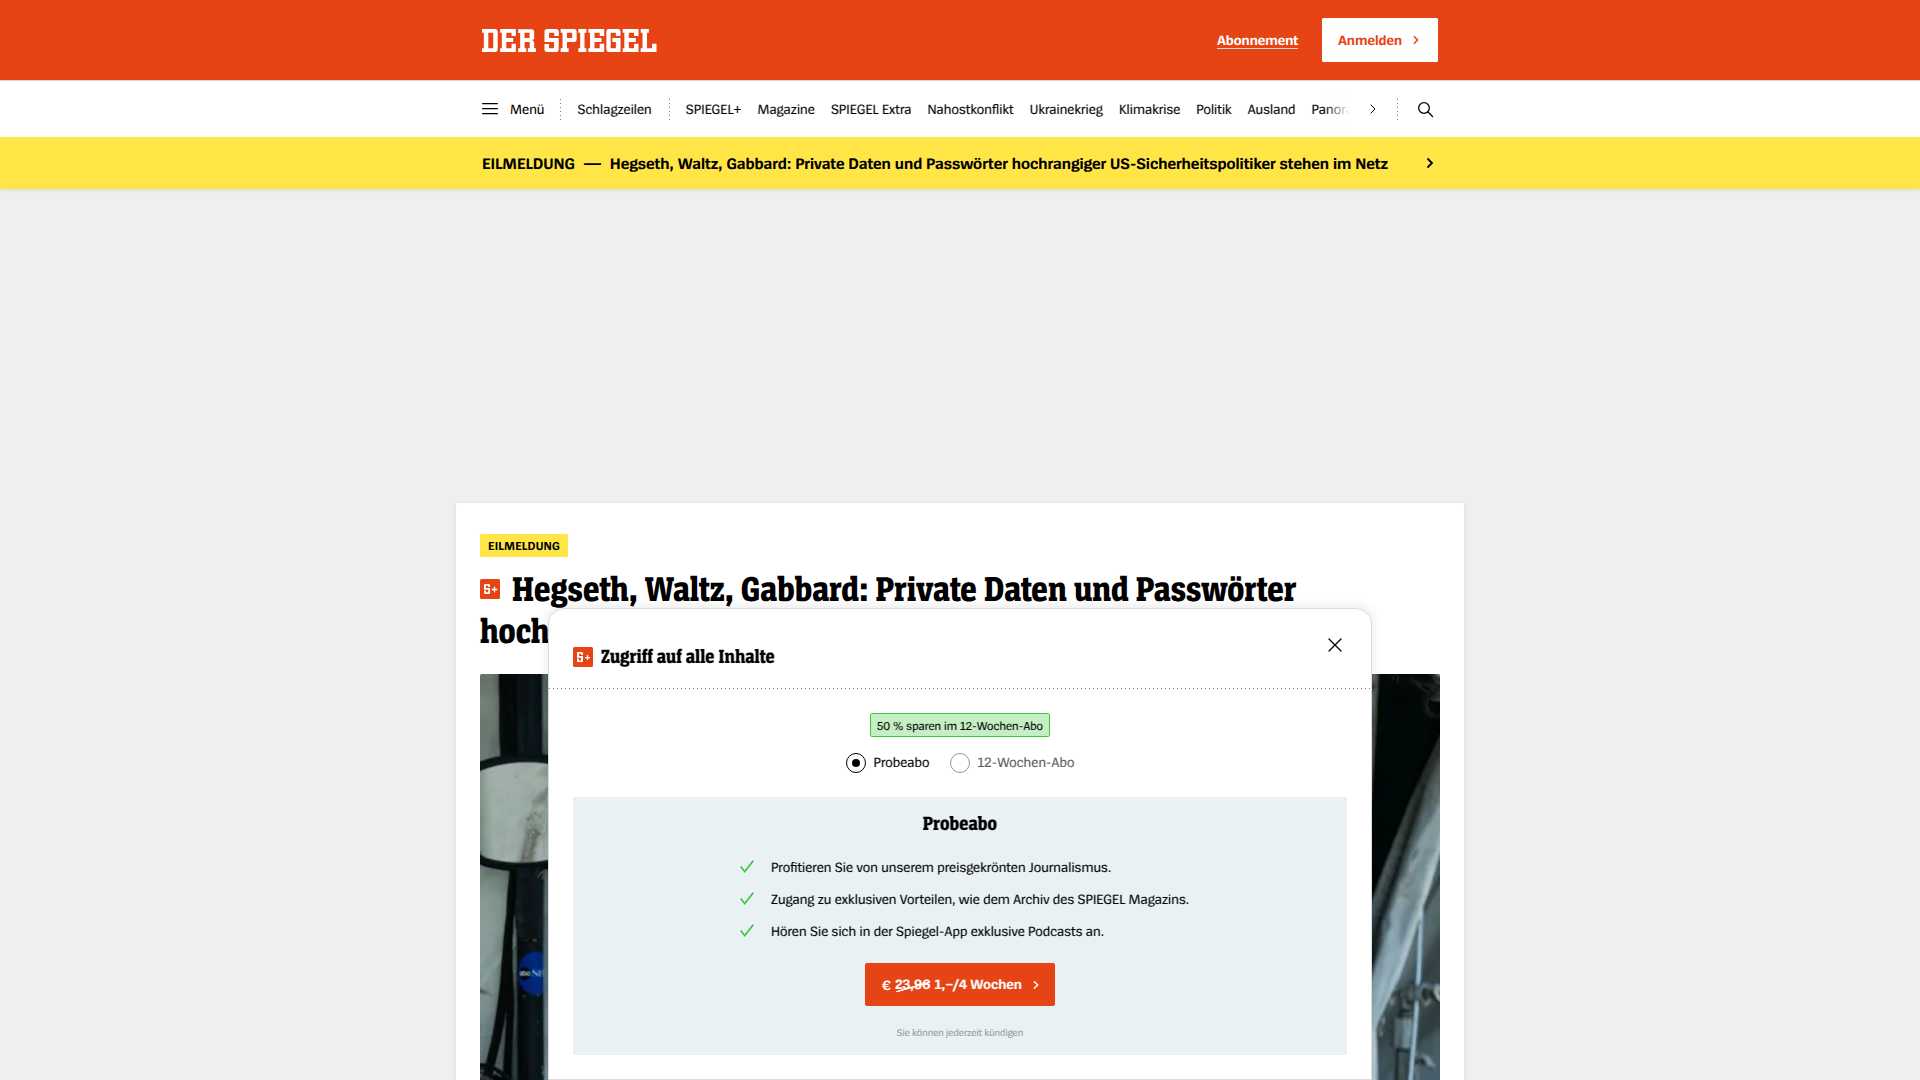 DER SPIEGEL
Abonnement
Anmelden
Menü
Schlagzeilen
SPIEGEL+
Magazine
SPIEGEL Extra
Nahostkonflikt
Ukrainekrieg
Klimakrise
Politik
Ausland
Panor
EILMELDUNG — Hegseth, Waltz, Gabbard: Private Daten und Passwörter hochrangiger US-Sicherheitspolitiker stehen im Netz
EILMELDUNG
Hegseth, Waltz, Gabbard: Private Daten und Passwörter
hoch
Zugriff auf alle Inhalte
50 % sparen im 12-Wochen-Abo
Probeabo
12-Wochen-Abo
Probeabo
Profitieren Sie von unserem preisgekrönten Journalismus.
Zugang zu exklusiven Vorteilen, wie dem Archiv des SPIEGEL Magazins.
Hören Sie sich in der Spiegel-App exklusive Podcasts an.
€ 23,96 1,–/4 Wochen
Sie können jederzeit kündigen